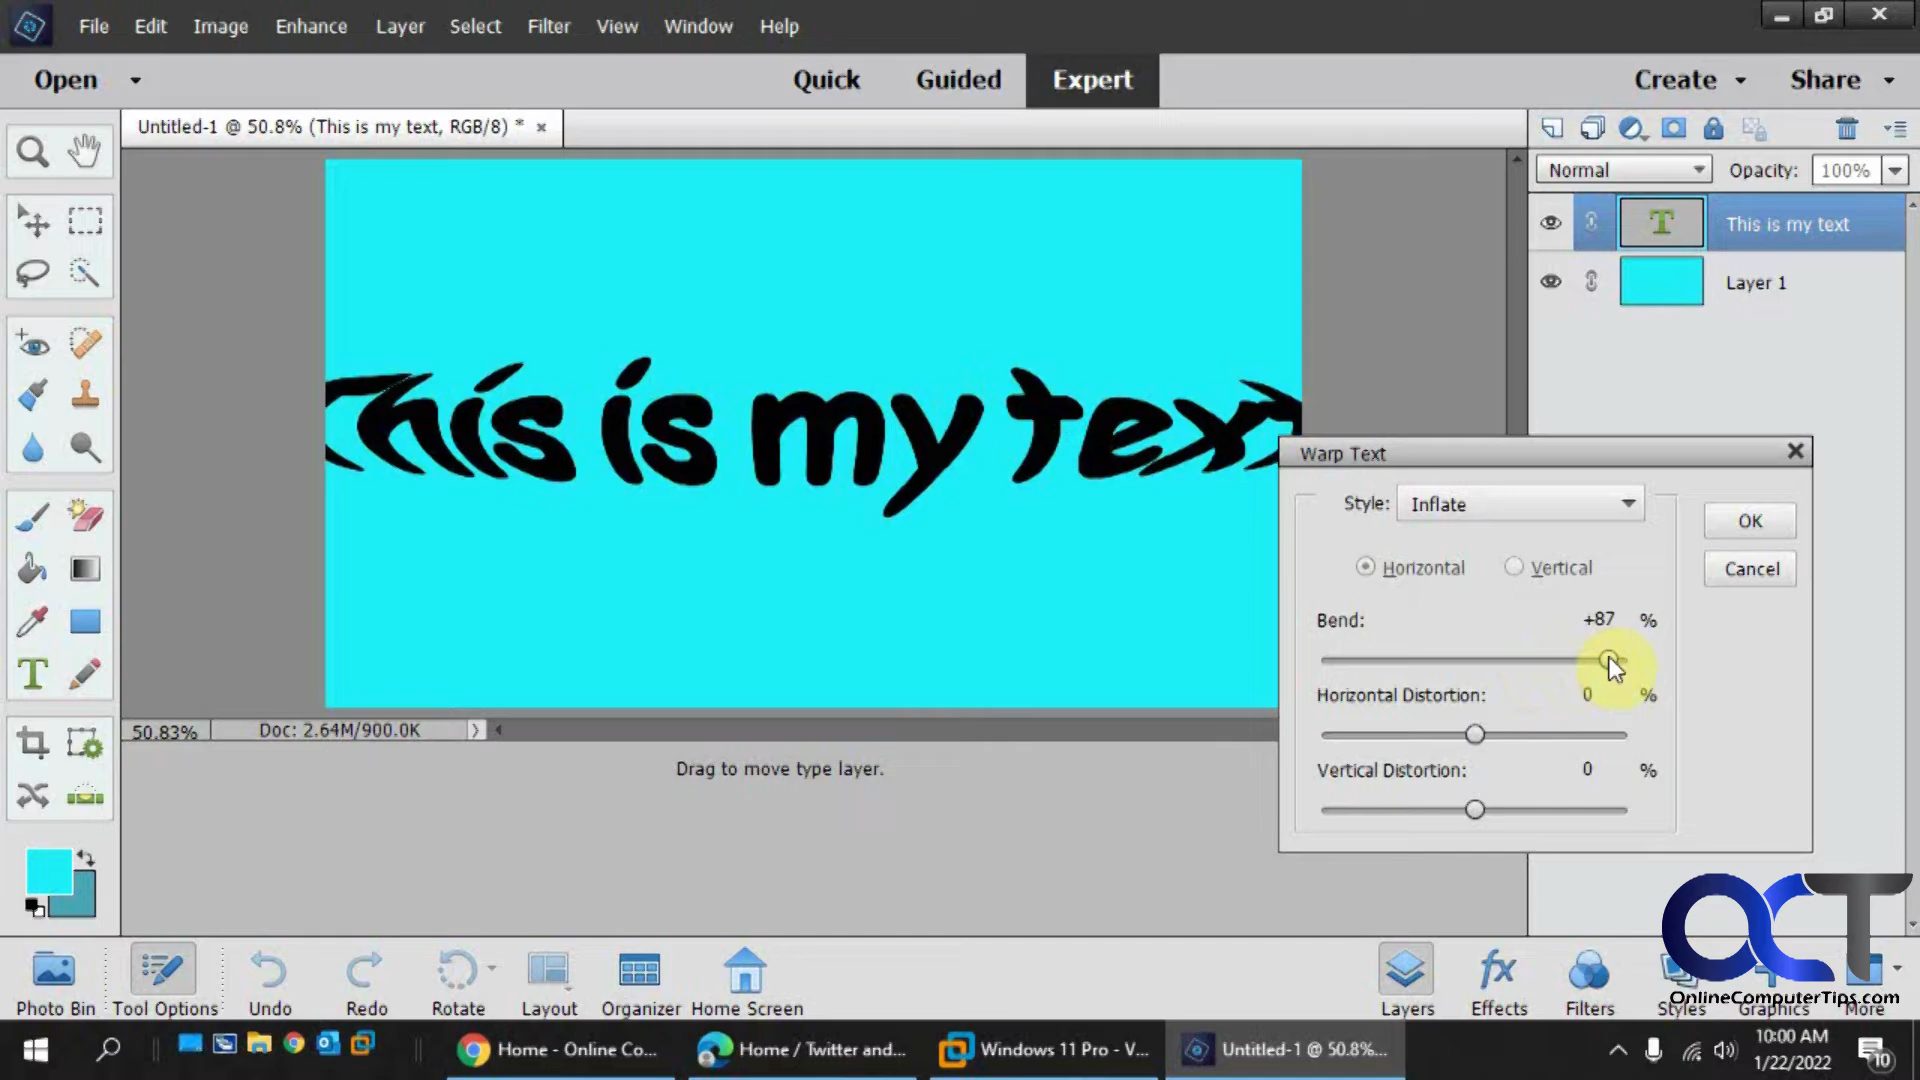 File Edit Image Enhance Layer Select Filter View Window Help
Open Quick Guided Expert Create Share
Untitled-1 @ 50.8% (This is my text, RGB/8) *
Normal Opacity: 100%
T This is my text
Layer 1
This is my text
Warp Text
Style: Inflate OK
Horizontal Vertical Cancel
Bend: +87 %
Horizontal Distortion: 0 %
Vertical Distortion: 0 %
T
50.83% Doc: 2.64M/900.0K
Drag to move type layer.
OCT
OnlineComputerTips.com
fx
Photo Bin Tool Options Undo Redo Rotate Layout Organizer Home Screen Layers Effects Filters Styles Graphics More
Home - Online Co... Home / Twitter and... Windows 11 Pro - V... Untitled-1 @ 50.8%... 10:00 AM
1/22/2022 10